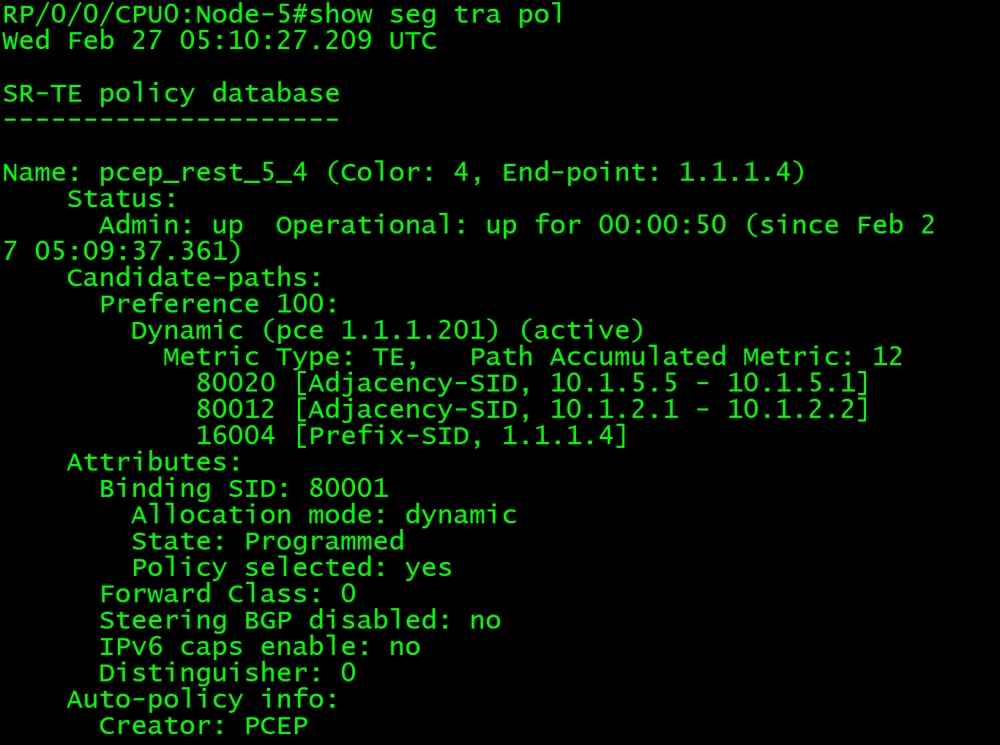 RP/0/0/CPU0:Node-5#show seg tra pol
Wed Feb 27 05:10:27.209 UTC
SR-TE policy database
---------------------
Name: pcep_rest_5_4 (Color: 4, End-point: 1.1.1.4)
Status:
Admin: up  Operational: up for 00:00:50 (since Feb 2
7 05:09:37.361)
Candidate-paths:
Preference 100:
Dynamic (pce 1.1.1.201) (active)
Metric Type: TE,   Path Accumulated Metric: 12
80020 [Adjacency-SID, 10.1.5.5 - 10.1.5.1]
80012 [Adjacency-SID, 10.1.2.1 - 10.1.2.2]
16004 [Prefix-SID, 1.1.1.4]
Attributes:
Binding SID: 80001
Allocation mode: dynamic
State: Programmed
Policy selected: yes
Forward Class: 0
Steering BGP disabled: no
IPv6 caps enable: no
Distinguisher: 0
Auto-policy info:
Creator: PCEP